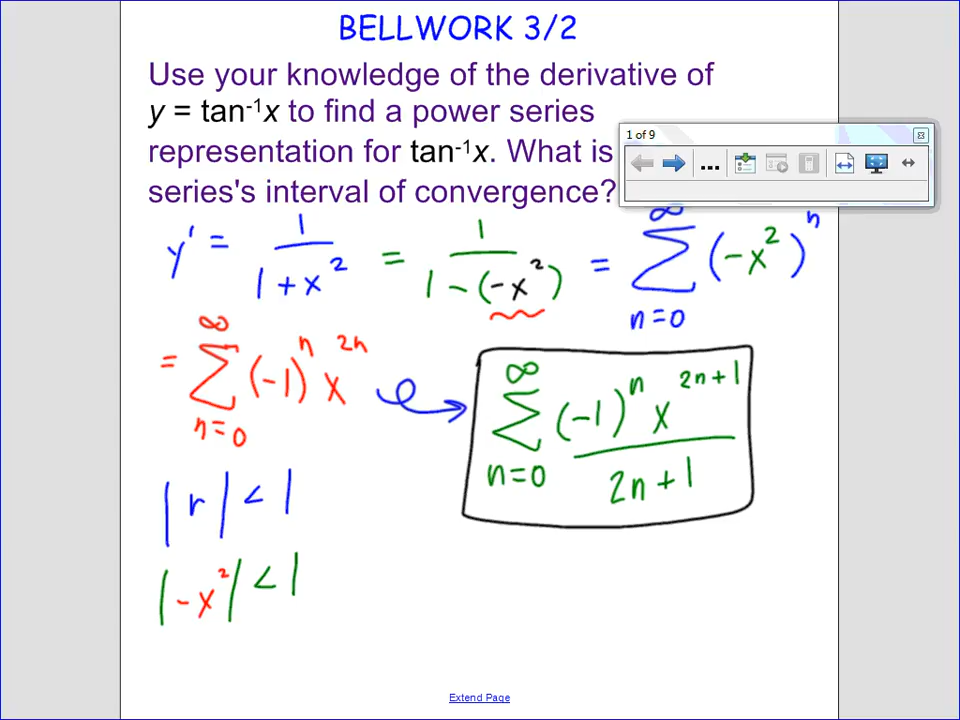 BELLWORK 3/2
Use your knowledge of the derivative of
y = tan⁻¹x to find a power series
representation for tan⁻¹x. What is
series's interval of convergence?
1 of 9
y' = 1/(1 + x²) = 1/(1 - (-x²)) = ∑_{n=0}^{∞} (-x²)ⁿ
= ∑_{n=0}^{∞} (-1)ⁿ x²ⁿ
∑_{n=0}^{∞} (-1)ⁿ x²ⁿ⁺¹/(2n+1)
|r| < 1
|-x²| < 1
Extend Page